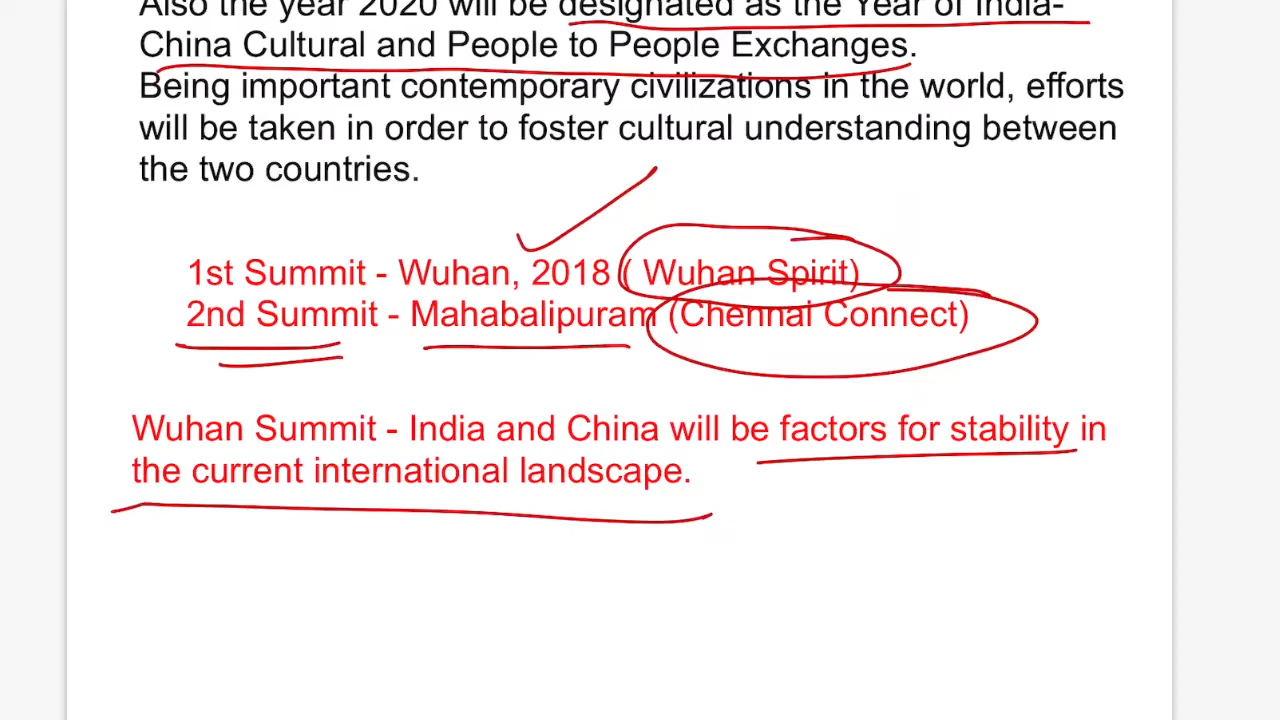 Also the year 2020 will be designated as the Year of India-
China Cultural and People to People Exchanges.
Being important contemporary civilizations in the world, efforts
will be taken in order to foster cultural understanding between
the two countries.
1st Summit - Wuhan, 2018 ( Wuhan Spirit)
2nd Summit - Mahabalipuram (Chennai Connect)
Wuhan Summit - India and China will be factors for stability in
the current international landscape.